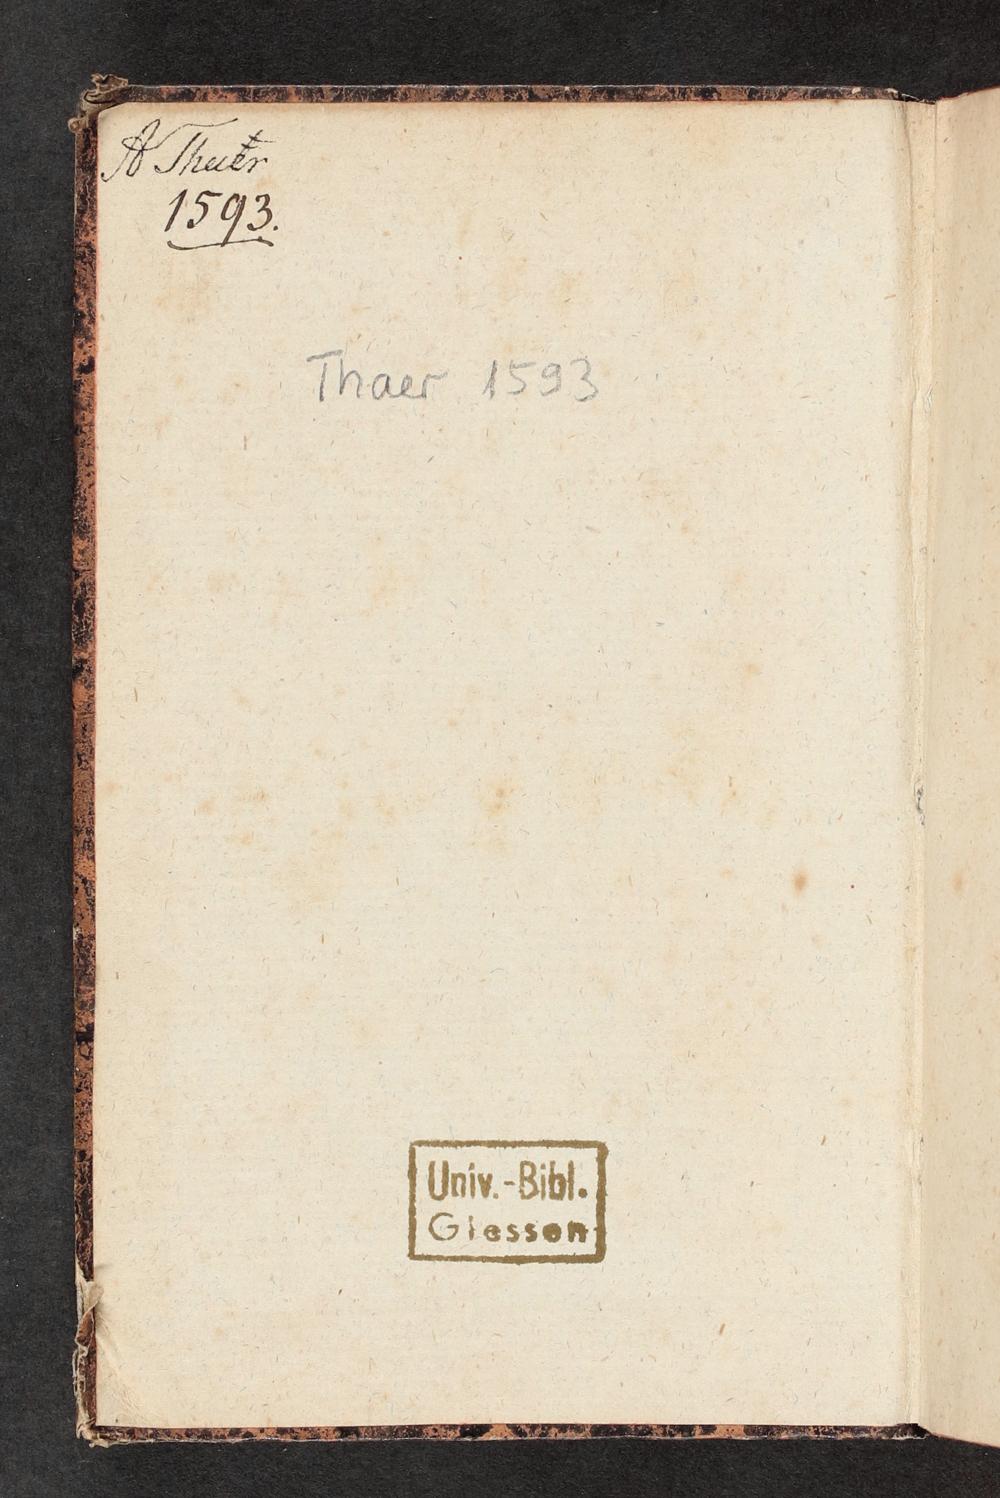 A Thaer
1593.
Thaer 1593
Univ.-Bibl.
Giessen